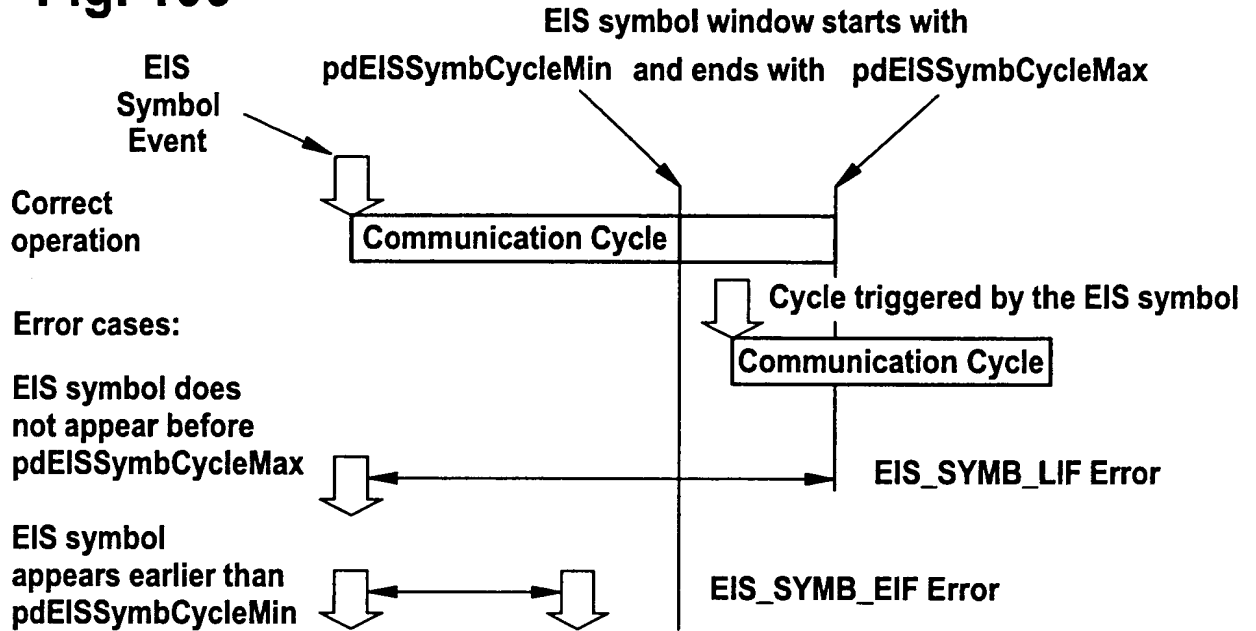 EIS symbol window starts with
pdEISSymbCycleMin and ends with pdEISSymbCycleMax
EIS
Symbol
Event
Correct
operation
Communication Cycle
Cycle triggered by the EIS symbol
Communication Cycle
Error cases:
EIS symbol does
not appear before
pdEISSymbCycleMax
EIS_SYMB_LIF Error
EIS symbol
appears earlier than
pdEISSymbCycleMin
EIS_SYMB_EIF Error